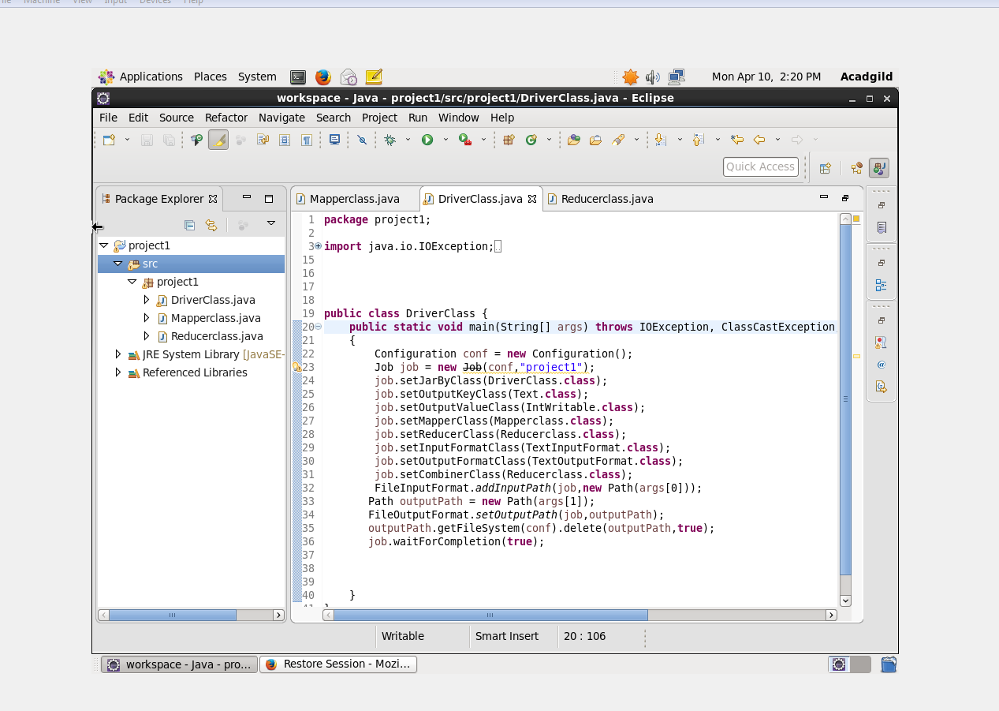 Machine View Input Devices Help
Applications Places System
Mon Apr 10, 2:20 PM Acadgild
workspace - Java - project1/src/project1/DriverClass.java - Eclipse
File Edit Source Refactor Navigate Search Project Run Window Help
Quick Access
Package Explorer
Mapperclass.java DriverClass.java Reducerclass.java
project1
src
project1
DriverClass.java
Mapperclass.java
Reducerclass.java
JRE System Library [JavaSE-
Referenced Libraries
1 package project1;
2
3 import java.io.IOException;
15
16
17
18
19 public class DriverClass {
20 public static void main(String[] args) throws IOException, ClassCastException
21 {
22 Configuration conf = new Configuration();
23 Job job = new Job(conf,"project1");
24 job.setJarByClass(DriverClass.class);
25 job.setOutputKeyClass(Text.class);
26 job.setOutputValueClass(IntWritable.class);
27 job.setMapperClass(Mapperclass.class);
28 job.setReducerClass(Reducerclass.class);
29 job.setInputFormatClass(TextInputFormat.class);
30 job.setOutputFormatClass(TextOutputFormat.class);
31 job.setCombinerClass(Reducerclass.class);
32 FileInputFormat.addInputPath(job,new Path(args[0]));
33 Path outputPath = new Path(args[1]);
34 FileOutputFormat.setOutputPath(job,outputPath);
35 outputPath.getFileSystem(conf).delete(outputPath,true);
36 job.waitForCompletion(true);
37
38
39
40 }
Writable Smart Insert 20 : 106
workspace - Java - pro... Restore Session - Mozi...